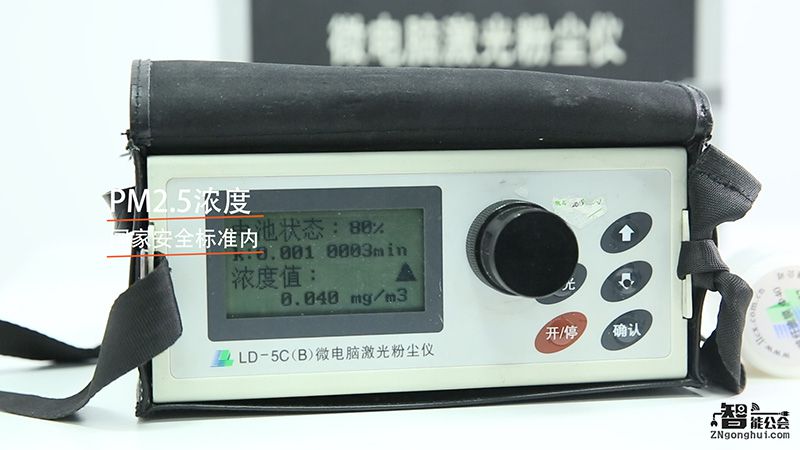 微电脑激光粉尘仪
PM2.5浓度
国家安全标准内
池状态：80%
K:0.001 0003min
浓度值：
0.040 mg/m3
光
开/停
确认
LD-5C(B)微电脑激光粉尘仪
智能公会
ZNgonghui.com